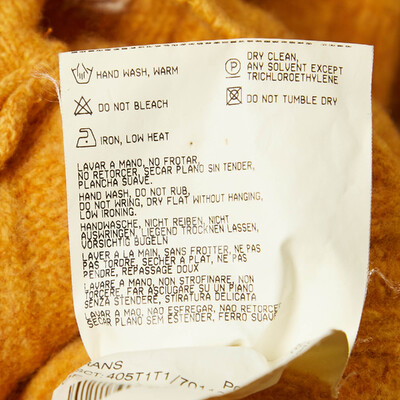 HAND WASH, WARM
DO NOT BLEACH
IRON, LOW HEAT
P
DRY CLEAN,
ANY SOLVENT EXCEPT
TRICHLOROETHYLENE
DO NOT TUMBLE DRY
LAVAR A MANO, NO FROTAR,
NO RETORCER, SECAR PLANO SIN TENDER,
PLANCHA SUAVE.
HAND WASH, DO NOT RUB,
DO NOT WRING, DRY FLAT WITHOUT HANGING,
LOW IRONING.
HANDWASCHE, NICHT REIBEN, NICHT
AUSWRINGEN, LIEGEND TROCKNEN LASSEN,
VORSICHTIG BUGELN
LAVER A LA MAIN, SANS FROTTER, NE PAS
PAS TORDRE, SECHER A PLAT, NE PAS
PENDRE, REPASSAGE DOUX
LAVARE A MANO, NON STROFINARE, NON
TORCERE, FAR ASCIUGARE SU UN PIANO
SENZA STENDERE, STIRATURA DELICATA
LAVAR A MAO, NAO ESFREGAR, NAO RETORCER
SECAR PLANO SEM ESTENDER, FERRO SUAVE
HANS
405T1T1/701